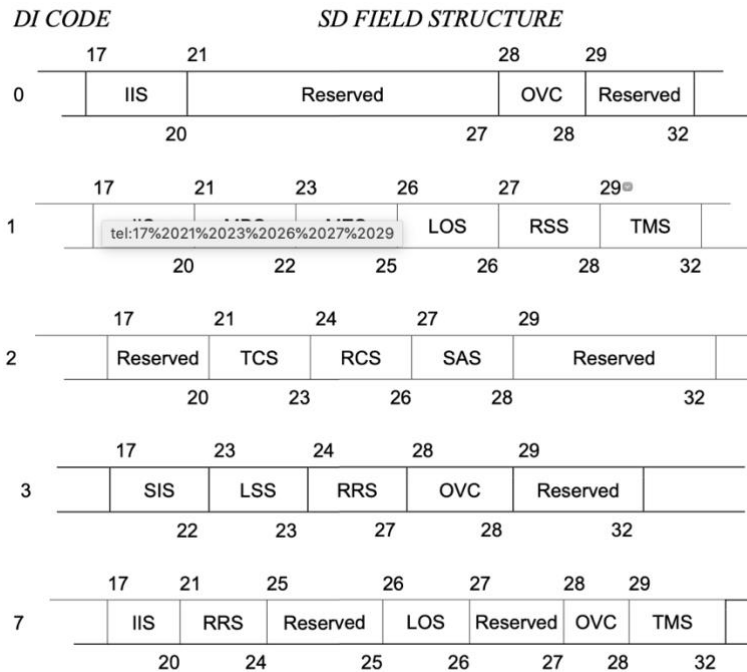 DI CODE SD FIELD STRUCTURE
17 21 28 29
0 IIS Reserved OVC Reserved
20 27 28 32
17 21 23 26 27 29
1 LOS RSS TMS
tel:17%2021%2023%2026%2027%2029
20 22 25 26 28 32
17 21 24 27 29
2 Reserved TCS RCS SAS Reserved
20 23 26 28 32
17 23 24 28 29
3 SIS LSS RRS OVC Reserved
22 23 27 28 32
17 21 25 26 27 28 29
7 IIS RRS Reserved LOS Reserved OVC TMS
20 24 25 26 27 28 32